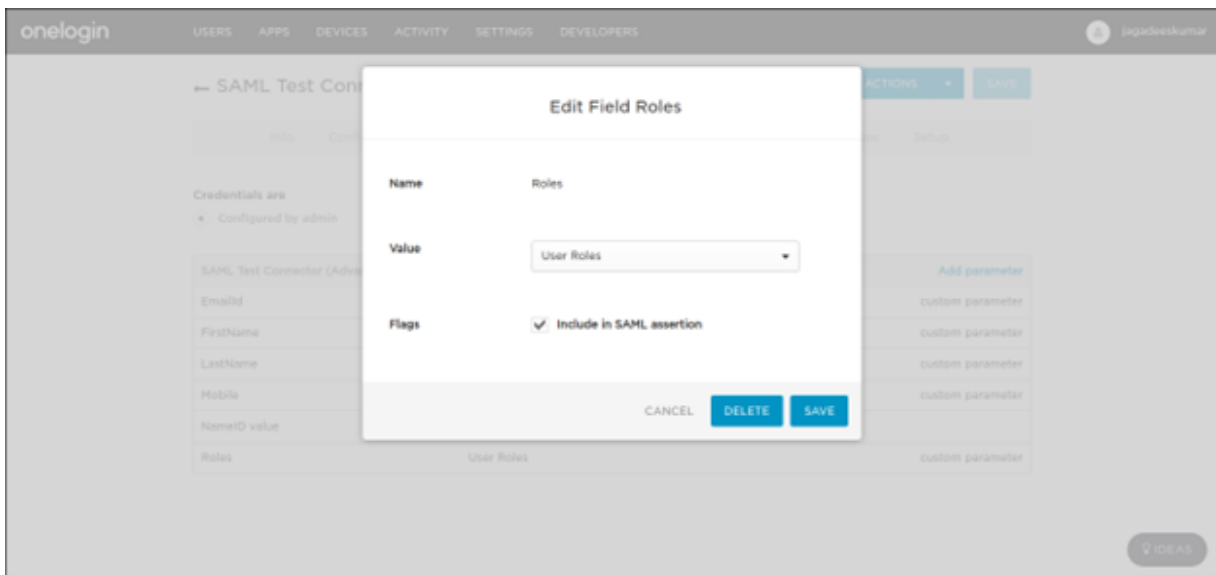 onelogin USERS APPS DEVICES ACTIVITY SETTINGS DEVELOPERS jagadeeskumar
← SAML Test Conn ACTIONS SAVE
Edit Field Roles
Info Setup
Name Roles
Credentials are
Configured by admin
Value User Roles
SAML Test Connector (Adva Add parameter
EmailId custom parameter
Flags Include in SAML assertion
FirstName custom parameter
LastName custom parameter
Mobile custom parameter
CANCEL DELETE SAVE
NameID value
Roles User Roles custom parameter
IDEAS